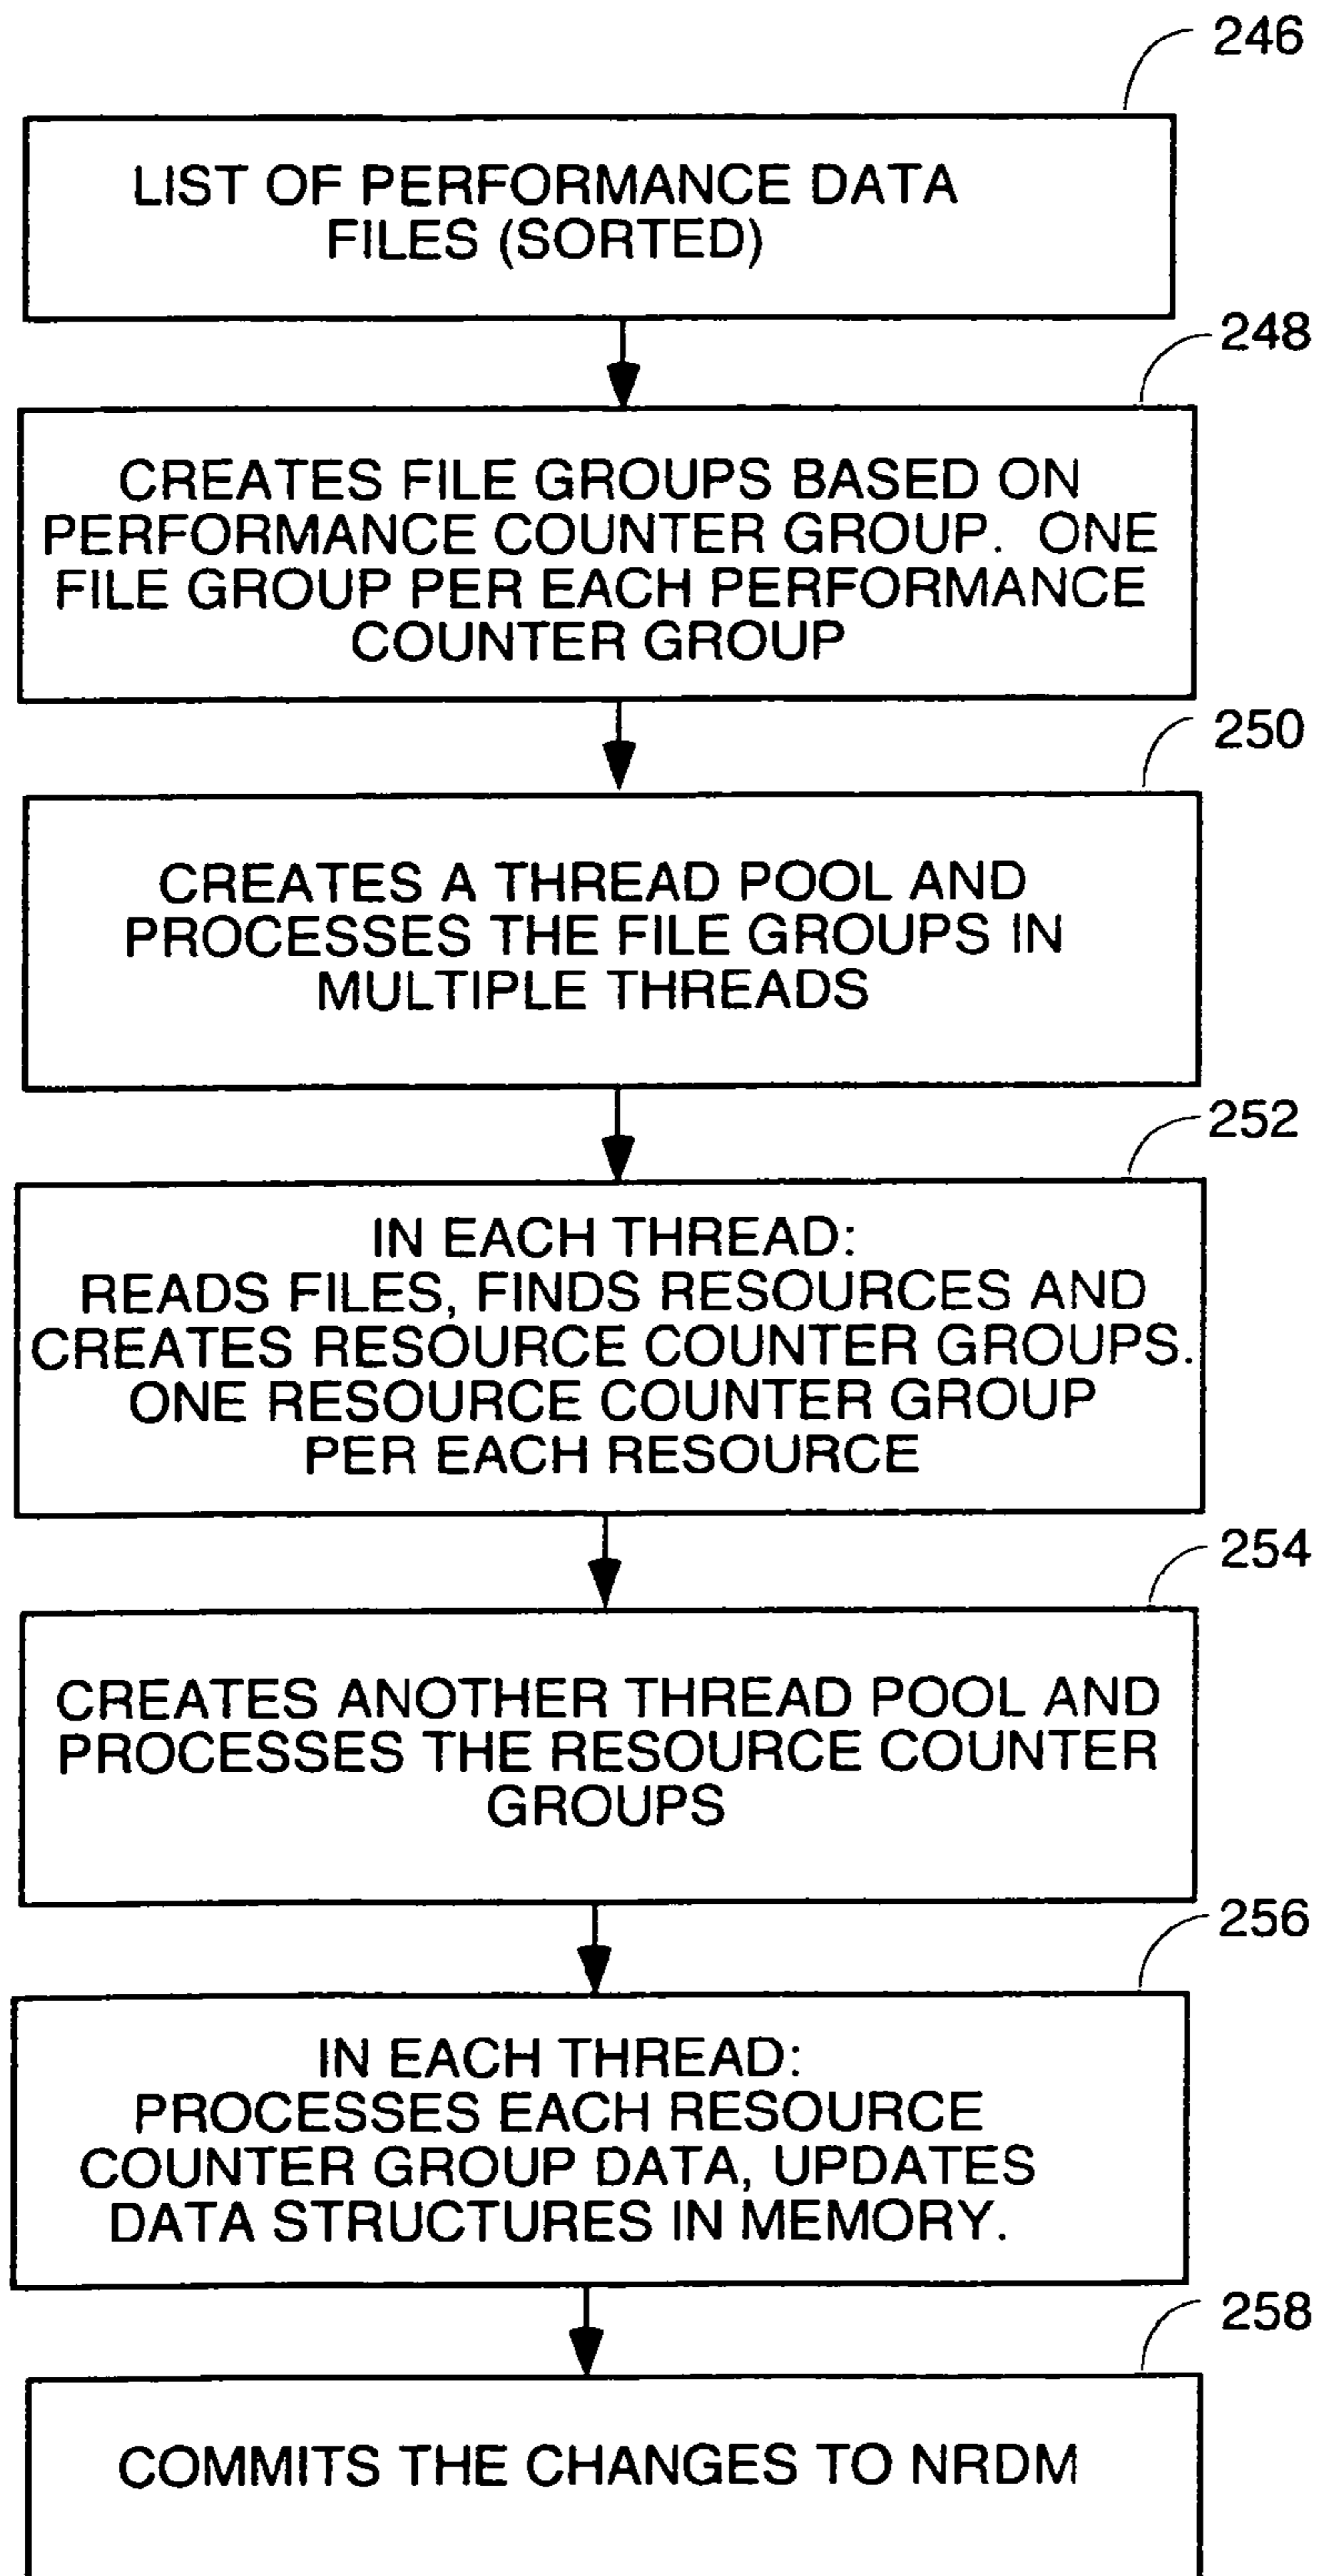 246
LIST OF PERFORMANCE DATA
FILES (SORTED)
248
CREATES FILE GROUPS BASED ON
PERFORMANCE COUNTER GROUP. ONE
FILE GROUP PER EACH PERFORMANCE
COUNTER GROUP
250
CREATES A THREAD POOL AND
PROCESSES THE FILE GROUPS IN
MULTIPLE THREADS
252
IN EACH THREAD:
READS FILES, FINDS RESOURCES AND
CREATES RESOURCE COUNTER GROUPS.
ONE RESOURCE COUNTER GROUP
PER EACH RESOURCE
254
CREATES ANOTHER THREAD POOL AND
PROCESSES THE RESOURCE COUNTER
GROUPS
256
IN EACH THREAD:
PROCESSES EACH RESOURCE
COUNTER GROUP DATA, UPDATES
DATA STRUCTURES IN MEMORY.
258
COMMITS THE CHANGES TO NRDM